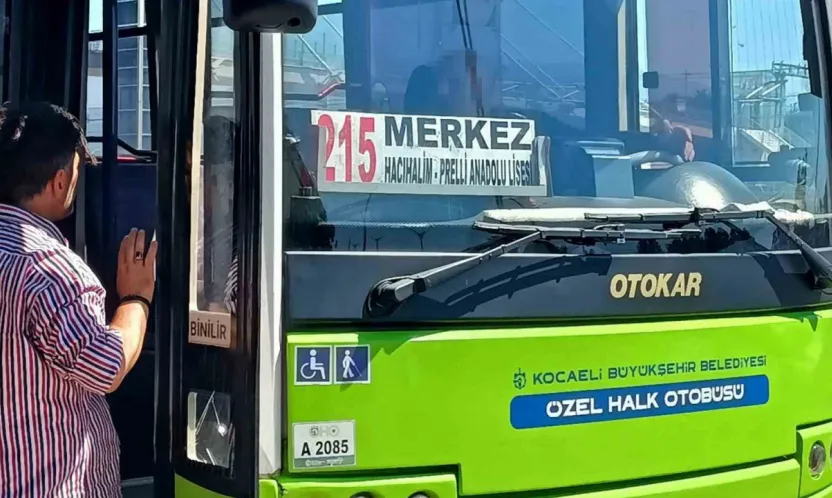 215 MERKEZ
HACIHALİM - PRELLİ ANADOLU LİSESİ
OTOKAR
BİNİLİR
KOCAELİ BÜYÜKŞEHİR BELEDİYESİ
ÖZEL HALK OTOBÜSÜ
A 2085